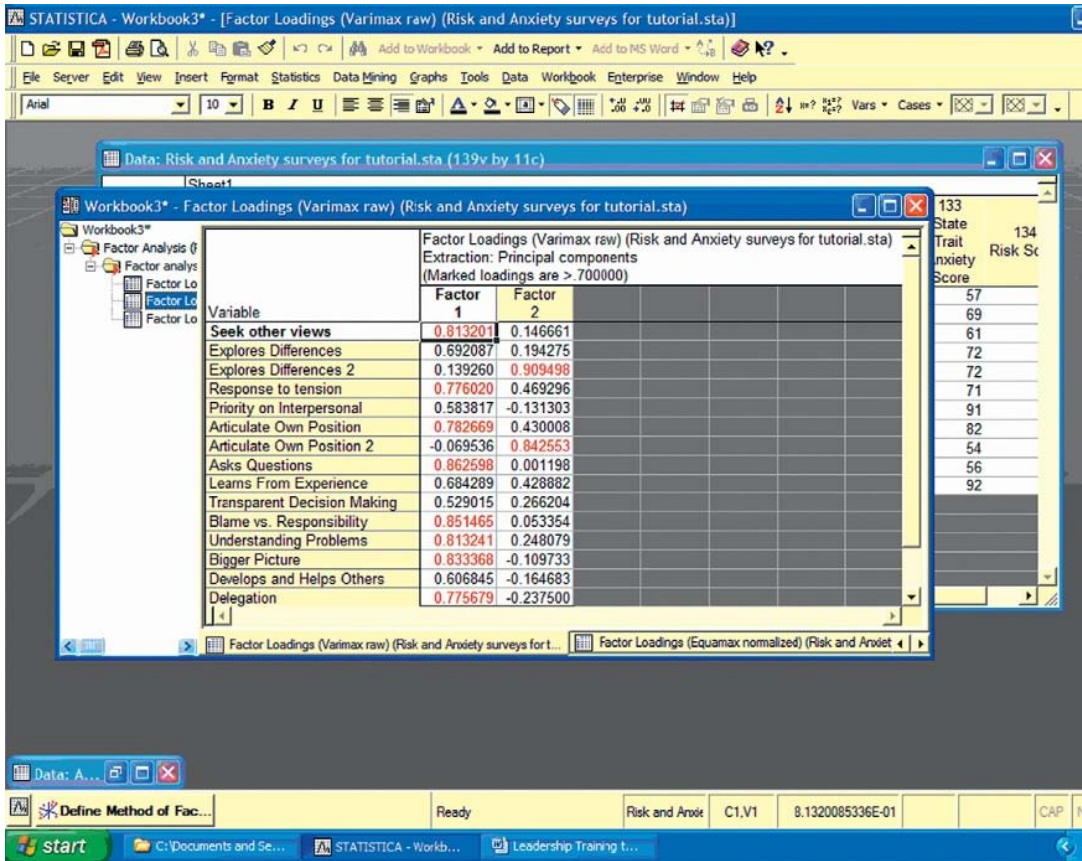 STATISTICA - Workbook3* - [Factor Loadings (Varimax raw) (Risk and Anxiety surveys for tutorial.sta)]
Add to Workbook Add to Report Add to MS Word
File Server Edit View Insert Format Statistics Data Mining Graphs Tools Data Workbook Enterprise Window Help
Arial 10 B I U Vars Cases
Data: Risk and Anxiety surveys for tutorial.sta (139v by 11c)
Sheet1
Workbook3* - Factor Loadings (Varimax raw) (Risk and Anxiety surveys for tutorial.sta)
Workbook3*
Factor Analysis (
Factor analys
Factor Lo
Factor Lo
Factor Lo
Factor Loadings (Varimax raw) (Risk and Anxiety surveys for tutorial.sta)
Extraction: Principal components
(Marked loadings are >.700000)
Variable Factor 1 Factor 2
Seek other views 0.813201 0.146661
Explores Differences 0.692087 0.194275
Explores Differences 2 0.139260 0.909498
Response to tension 0.776020 0.469296
Priority on Interpersonal 0.583817 -0.131303
Articulate Own Position 0.782669 0.430008
Articulate Own Position 2 -0.069536 0.842553
Asks Questions 0.862598 0.001198
Learns From Experience 0.684289 0.428882
Transparent Decision Making 0.529015 0.266204
Blame vs. Responsibility 0.851465 0.053354
Understanding Problems 0.813241 0.248079
Bigger Picture 0.833368 -0.109733
Develops and Helps Others 0.606845 -0.164683
Delegation 0.775679 -0.237500
133
State
Trait
nxiety
Score
134
Risk Sc
57
69
61
72
72
71
91
82
54
56
92
Factor Loadings (Varimax raw) (Risk and Anxiety surveys for t... Factor Loadings (Equamax normalized) (Risk and Anxiet
Data: A...
Define Method of Fac... Ready Risk and Anxie C1,V1 8.1320085336E-01 CAP
start C:\Documents and Se... STATISTICA - Workb... Leadership Training t...